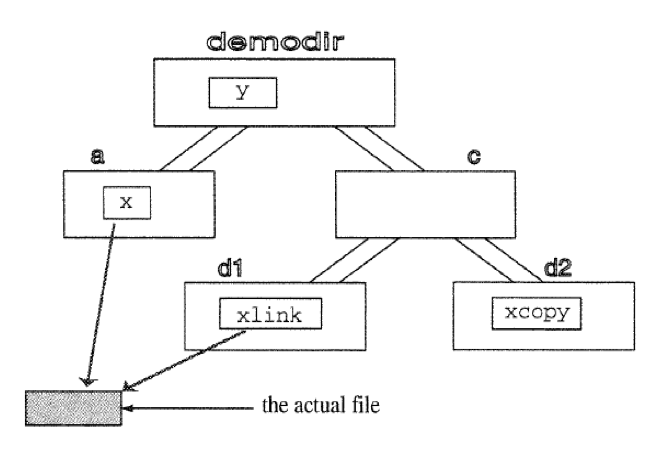 demodir
y
a
c
x
d1
d2
xlink
xcopy
the actual file